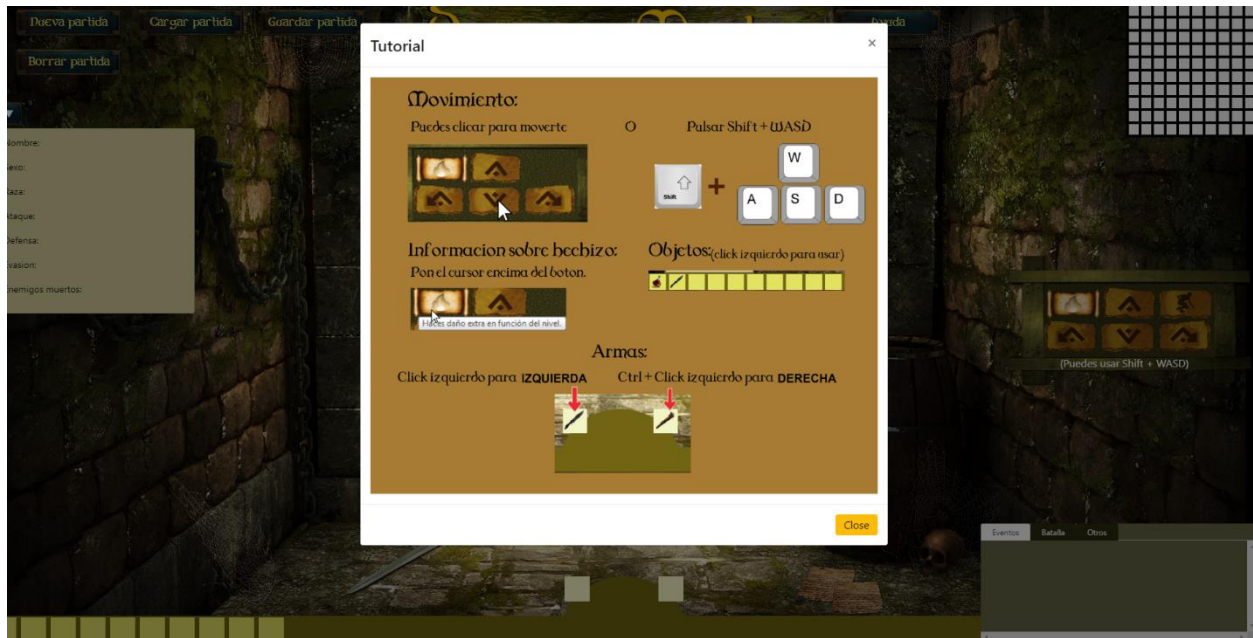 Nueva partida
Cargar partida
Guardar partida
Ayuda
Borrar partida
Nombre:
Sexo:
Raza:
Ataque:
Defensa:
Evasion:
Enemigos muertos:
Tutorial
×
Movimiento:
Puedes clicar para moverte O Pulsar Shift + WASD
Shift + W
A S D
Informacion sobre hechizo:
Pon el cursor encima del boton.
Haces daño extra en función del nivel.
Objetos:(click izquierdo para usar)
Armas:
Click izquierdo para IZQUIERDA Ctrl + Click izquierdo para DERECHA
Close
(Puedes usar Shift + WASD)
Eventos Batalla Otros